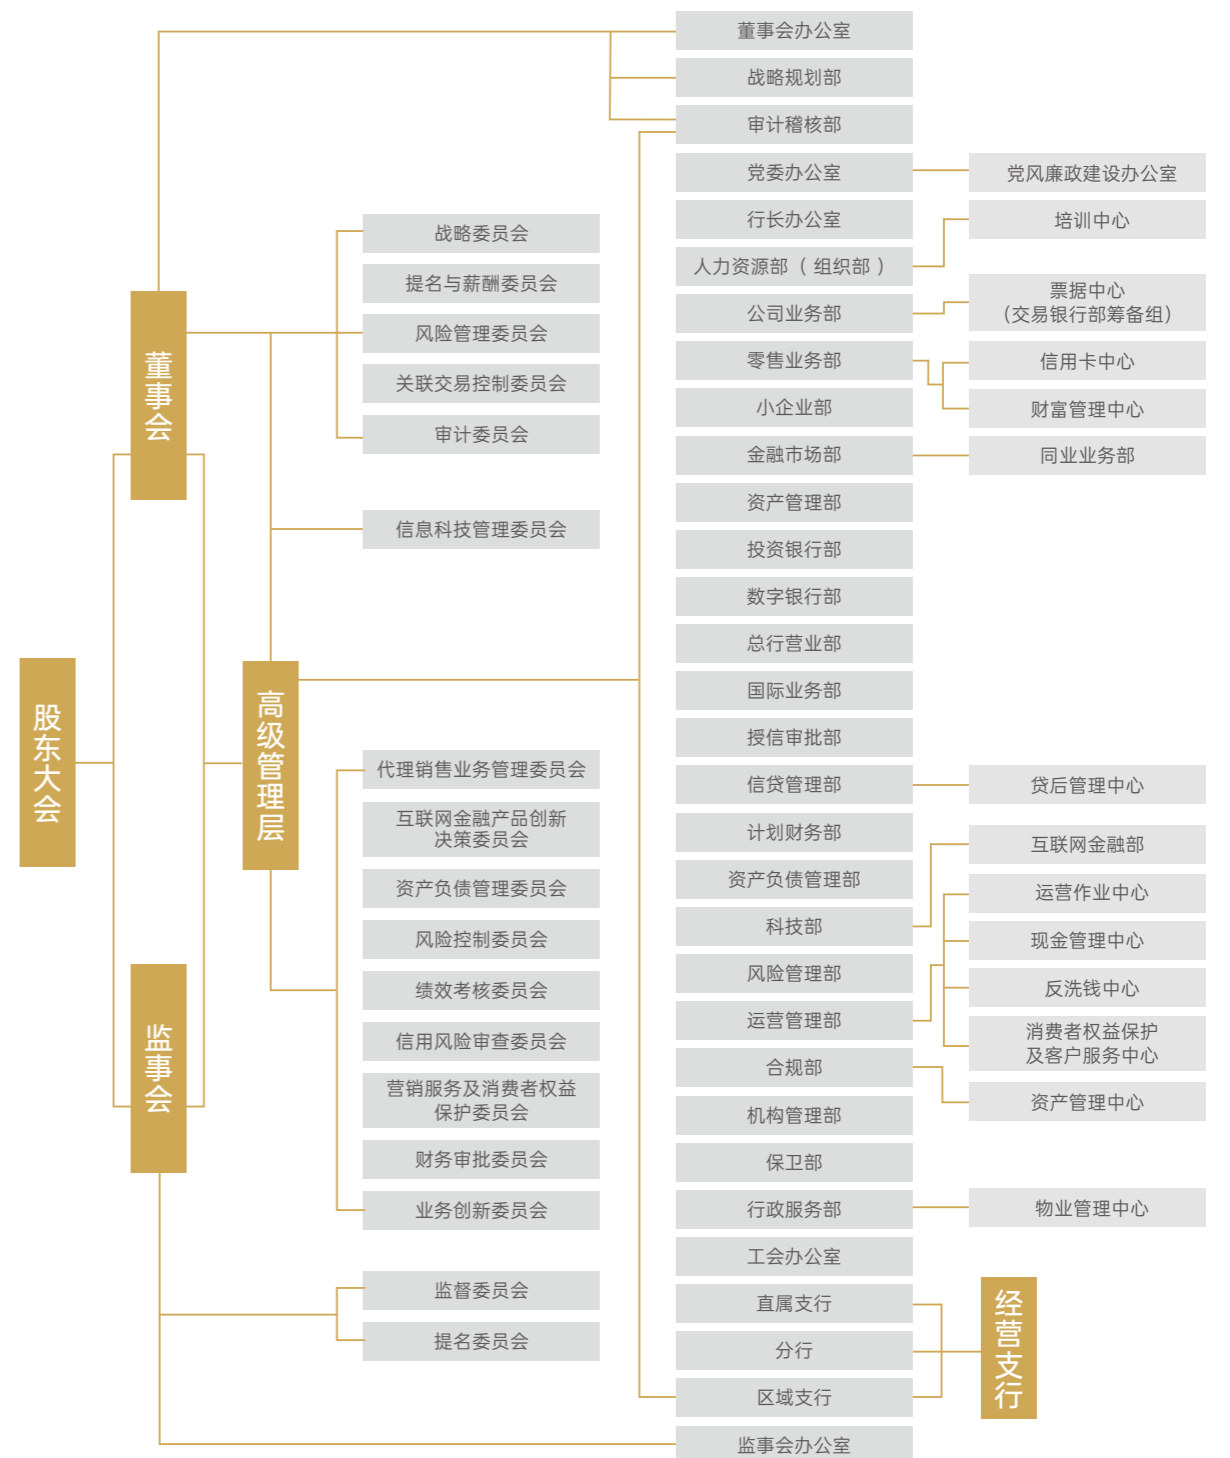 股东大会
董事会
监事会
高级管理层
战略委员会
提名与薪酬委员会
风险管理委员会
关联交易控制委员会
审计委员会
信息科技管理委员会
代理销售业务管理委员会
互联网金融产品创新
决策委员会
资产负债管理委员会
风险控制委员会
绩效考核委员会
信用风险审查委员会
营销服务及消费者权益
保护委员会
财务审批委员会
业务创新委员会
监督委员会
提名委员会
董事会办公室
战略规划部
审计稽核部
党委办公室
行长办公室
人力资源部（组织部）
公司业务部
零售业务部
小企业部
金融市场部
资产管理部
投资银行部
数字银行部
总行营业部
国际业务部
授信审批部
信贷管理部
计划财务部
资产负债管理部
科技部
风险管理部
运营管理部
合规部
机构管理部
保卫部
行政服务部
工会办公室
直属支行
分行
区域支行
监事会办公室
党风廉政建设办公室
培训中心
票据中心
（交易银行部筹备组）
信用卡中心
财富管理中心
同业业务部
贷后管理中心
互联网金融部
运营作业中心
现金管理中心
反洗钱中心
消费者权益保护
及客户服务中心
资产管理中心
物业管理中心
经营支行